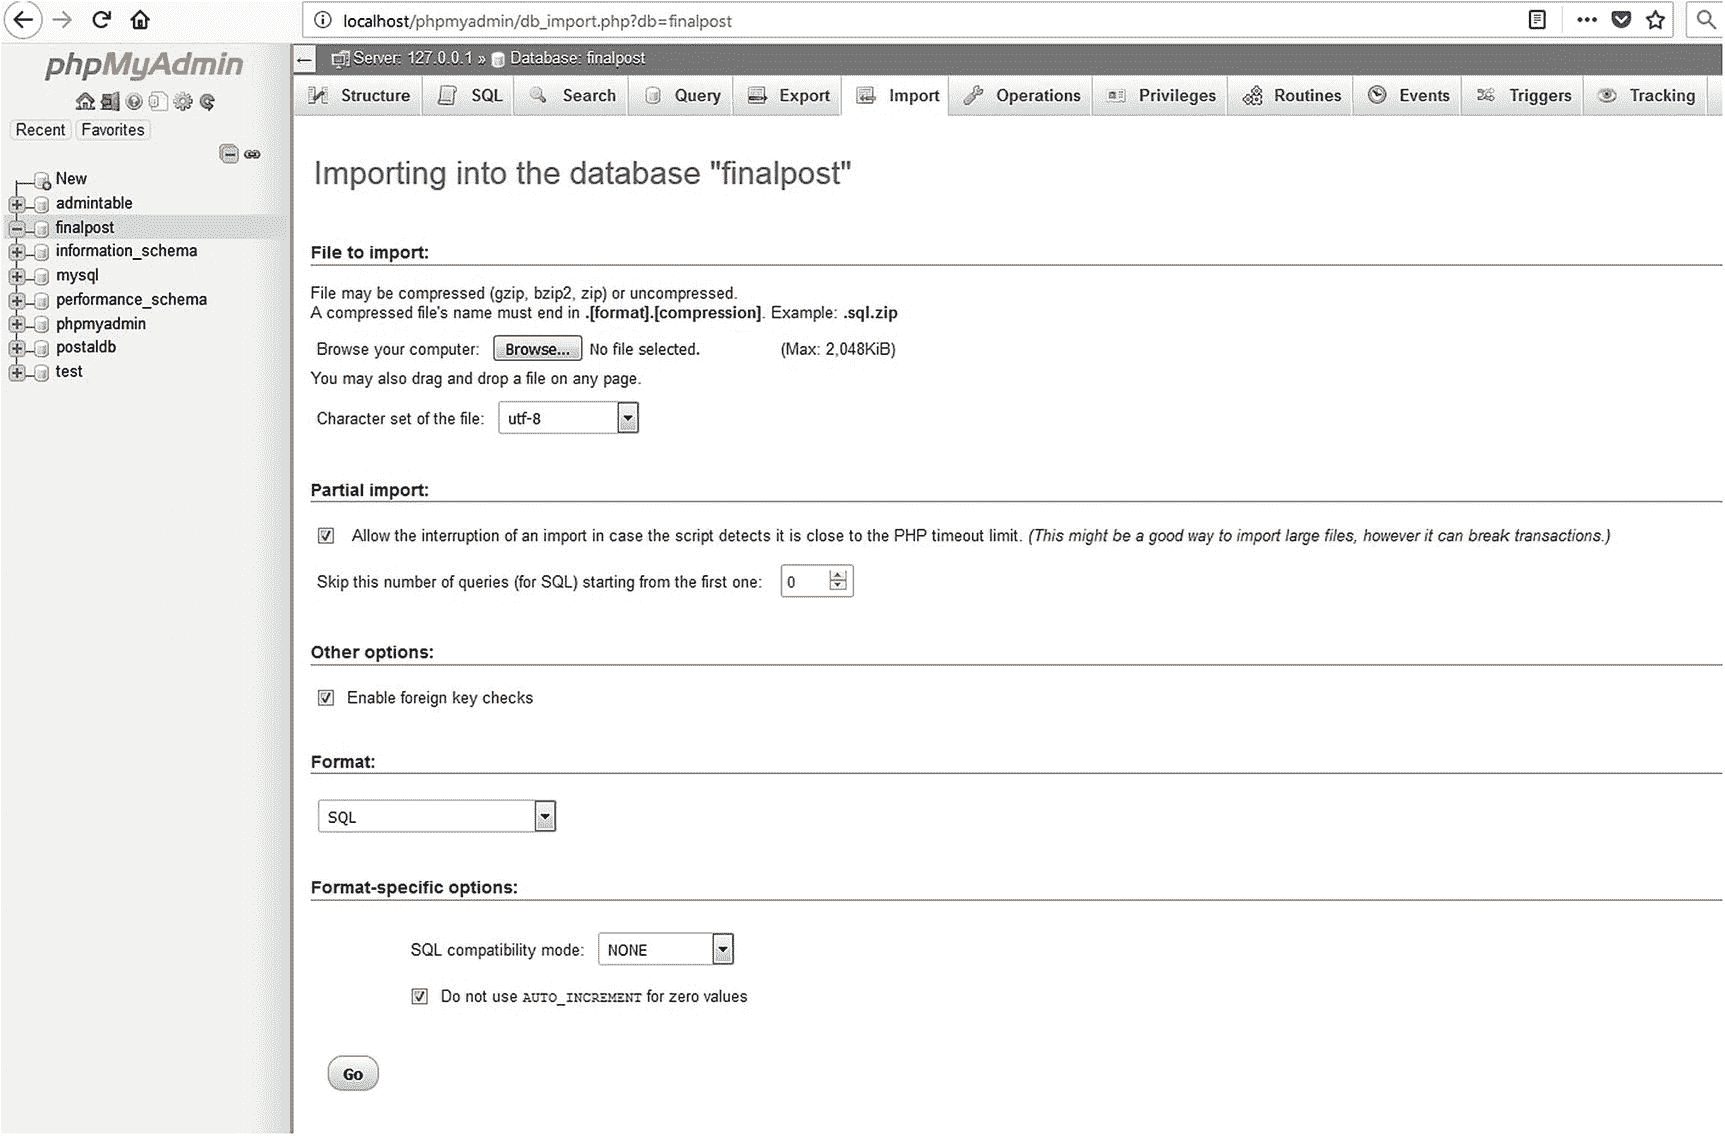 localhost/phpmyadmin/db_import.php?db=finalpost
phpMyAdmin
Recent Favorites
New
admintable
finalpost
information_schema
mysql
performance_schema
phpmyadmin
postaldb
test
Server: 127.0.0.1 » Database: finalpost
Structure SQL Search Query Export Import Operations Privileges Routines Events Triggers Tracking
Importing into the database "finalpost"
File to import:
File may be compressed (gzip, bzip2, zip) or uncompressed.
A compressed file's name must end in .[format].[compression]. Example: .sql.zip
Browse your computer: Browse... No file selected. (Max: 2,048KiB)
You may also drag and drop a file on any page.
Character set of the file: utf-8
Partial import:
Allow the interruption of an import in case the script detects it is close to the PHP timeout limit. (This might be a good way to import large files, however it can break transactions.)
Skip this number of queries (for SQL) starting from the first one: 0
Other options:
Enable foreign key checks
Format:
SQL
Format-specific options:
SQL compatibility mode: NONE
Do not use AUTO_INCREMENT for zero values
Go